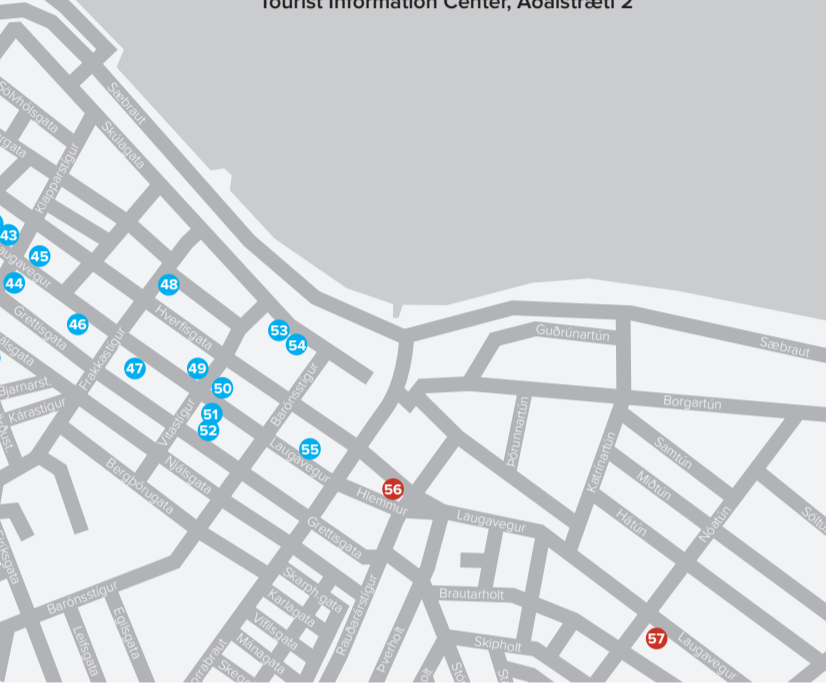 Tourist Information Center, Aðalstræti 2
Sæbraut
Sölvhólsgata
Skúlagata
Klapparstígur
43
45
44
Laugavegur
48
46
Grettisgata
Hverfisgata
53
54
Guðrúnartún
Sæbraut
Frakkastígur
47
49
50
Bjarnarst.
Kárastígur
51
52
Vitastígur
Barónsstígur
Borgartún
Þórunnartún
Katrínartún
Samtún
Miðtún
Hátún
Nóatún
55
Laugavegur
56
Hlemmur
Laugavegur
Njálsgata
Bergþórugata
Grettisgata
Skarph.gata
Karlagata
Vífilsgata
Mánagata
Rauðarárstígur
Þverholt
Brautarholt
Skipholt
Barónsstígur
Leifsgata
Egilsgata
57
Laugavegur